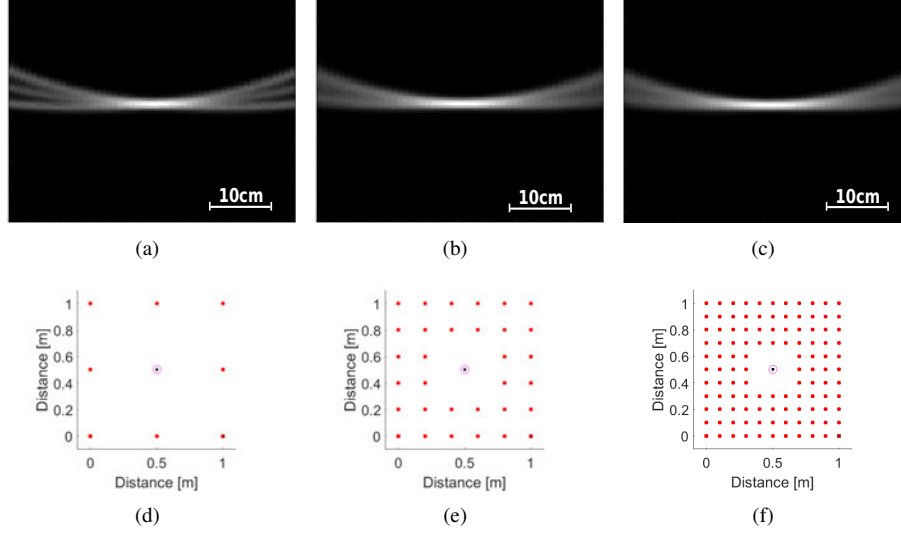 10cm 10cm 10cm
(a) (b) (c)
1 1 1
0.8 0.8 0.8
0.6 0.6 0.6
0.4 0.4 0.4
0.2 0.2 0.2
0 0 0
Distance [m] Distance [m] Distance [m]
0 0.5 1 0 0.5 1 0 0.5 1
Distance [m] Distance [m] Distance [m]
(d) (e) (f)